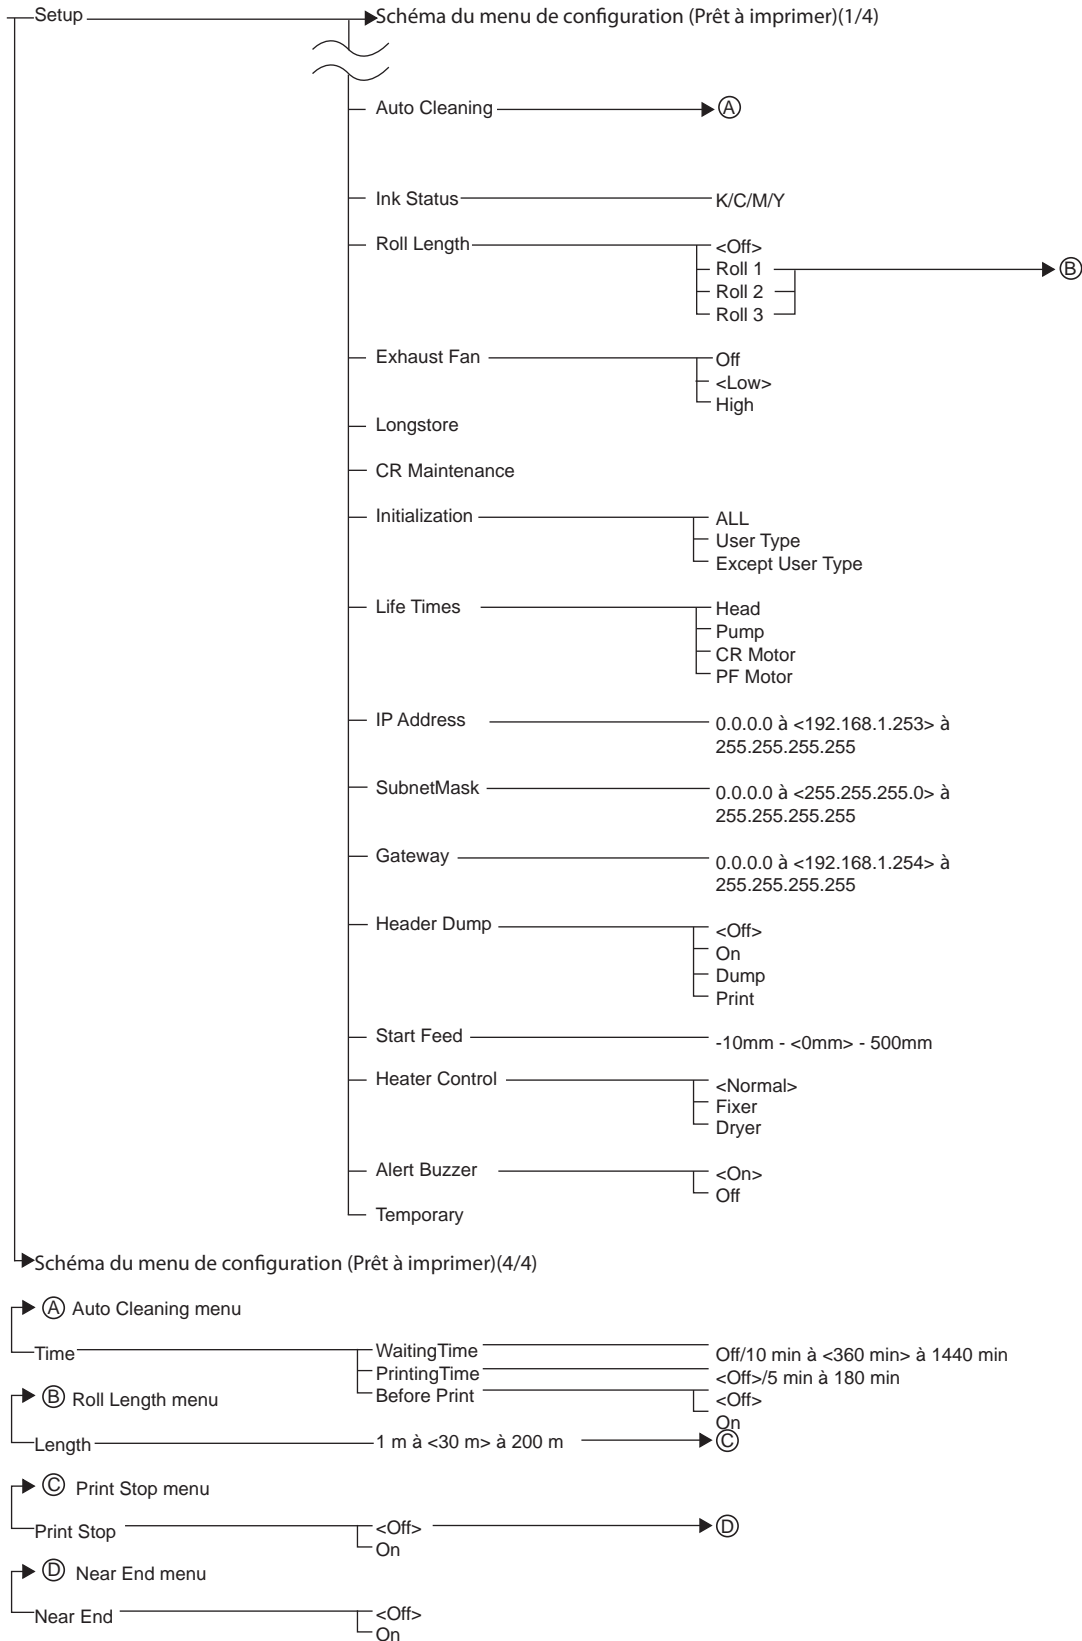 Setup
Schéma du menu de configuration (Prêt à imprimer)(1/4)
Auto Cleaning
A
Ink Status
K/C/M/Y
Roll Length
<Off>
Roll 1
B
Roll 2
Roll 3
Exhaust Fan
Off
<Low>
High
Longstore
CR Maintenance
Initialization
ALL
User Type
Except User Type
Life Times
Head
Pump
CR Motor
PF Motor
IP Address
0.0.0.0 à <192.168.1.253> à
255.255.255.255
SubnetMask
0.0.0.0 à <255.255.255.0> à
255.255.255.255
Gateway
0.0.0.0 à <192.168.1.254> à
255.255.255.255
Header Dump
<Off>
On
Dump
Print
Start Feed
-10mm - <0mm> - 500mm
Heater Control
<Normal>
Fixer
Dryer
Alert Buzzer
<On>
Off
Temporary
Schéma du menu de configuration (Prêt à imprimer)(4/4)
A Auto Cleaning menu
Time
WaitingTime
Off/10 min à <360 min> à 1440 min
PrintingTime
<Off>/5 min à 180 min
Before Print
<Off>
On
B Roll Length menu
Length
1 m à <30 m> à 200 m
C
C Print Stop menu
Print Stop
<Off>
D
On
D Near End menu
Near End
<Off>
On